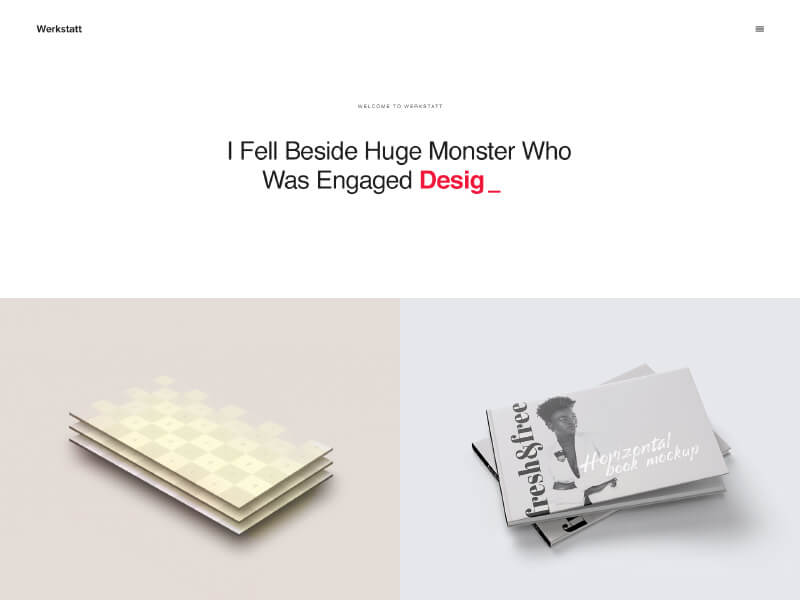 Werkstatt
WELCOME TO WERKSTATT
I Fell Beside Huge Monster Who
Was Engaged Desig_
fresh&free
Horizontal
book mockup